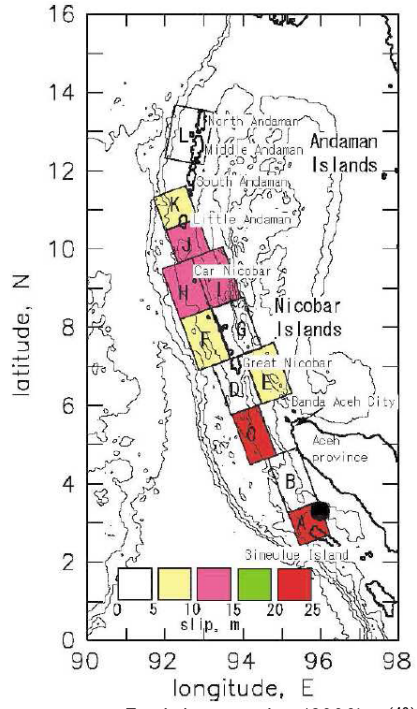 16
14
12
10
8
6
4
2
0
latitude, N
North Andaman
L
Middle Andaman
Andaman
Islands
South Andaman
K
Little Andaman
J
Car Nicobar
H
I
Nicobar
Islands
G
F
Great Nicobar
D
E
Banda Aceh City
C
Aceh
province
B
A
Simeulue Island
0 5 10 15 20 25
slip, m
90 92 94 96 98
longitude, E